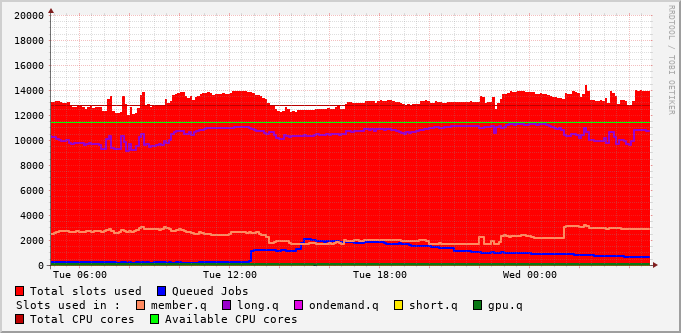 20000
18000
16000
14000
12000
10000
8000
6000
4000
2000
0
Tue 06:00 Tue 12:00 Tue 18:00 Wed 00:00
RRDTOOL / TOBI OETIKER
Total slots used Queued Jobs
Slots used in : member.q long.q ondemand.q short.q gpu.q
Total CPU cores Available CPU cores